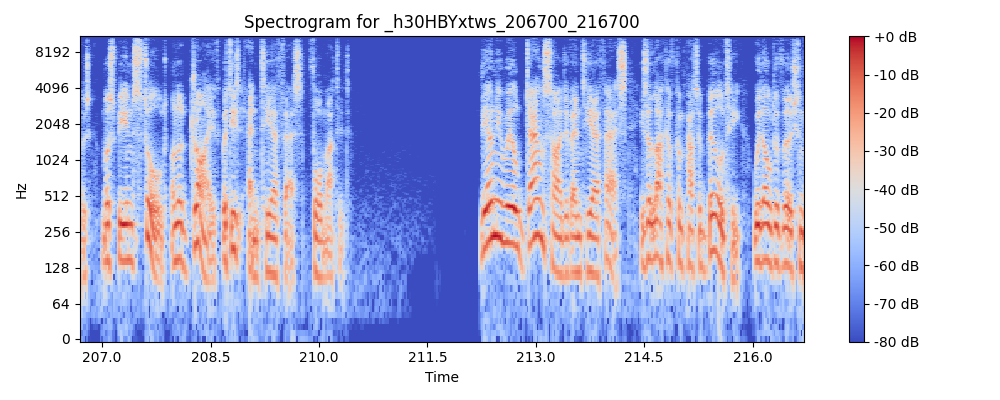 Spectrogram for _h30HBYxtws_206700_216700
8192
4096
2048
1024
512
256
128
64
0
Hz
207.0 208.5 210.0 211.5 213.0 214.5 216.0
Time
+0 dB
-10 dB
-20 dB
-30 dB
-40 dB
-50 dB
-60 dB
-70 dB
-80 dB